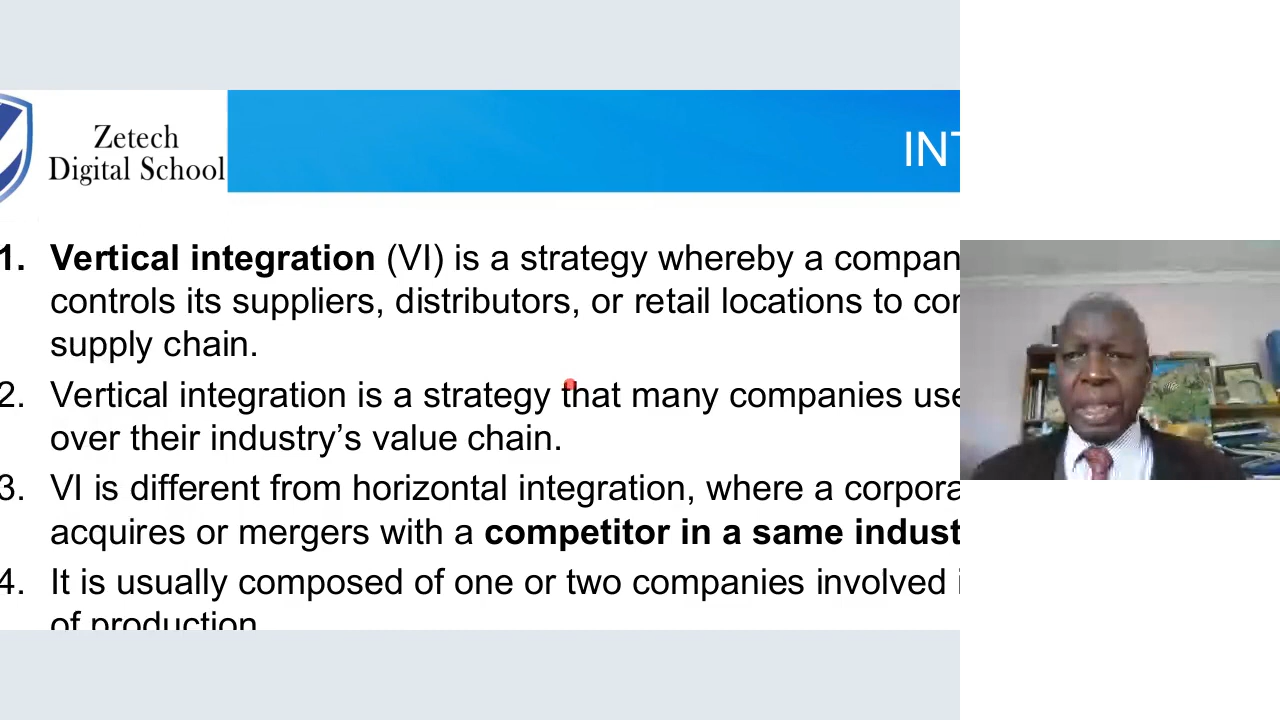 Zetech
Digital School
INT
1. Vertical integration (VI) is a strategy whereby a compan
controls its suppliers, distributors, or retail locations to con
supply chain.
2. Vertical integration is a strategy that many companies use
over their industry's value chain.
3. VI is different from horizontal integration, where a corpora
acquires or mergers with a competitor in a same indust
4. It is usually composed of one or two companies involved i
of production